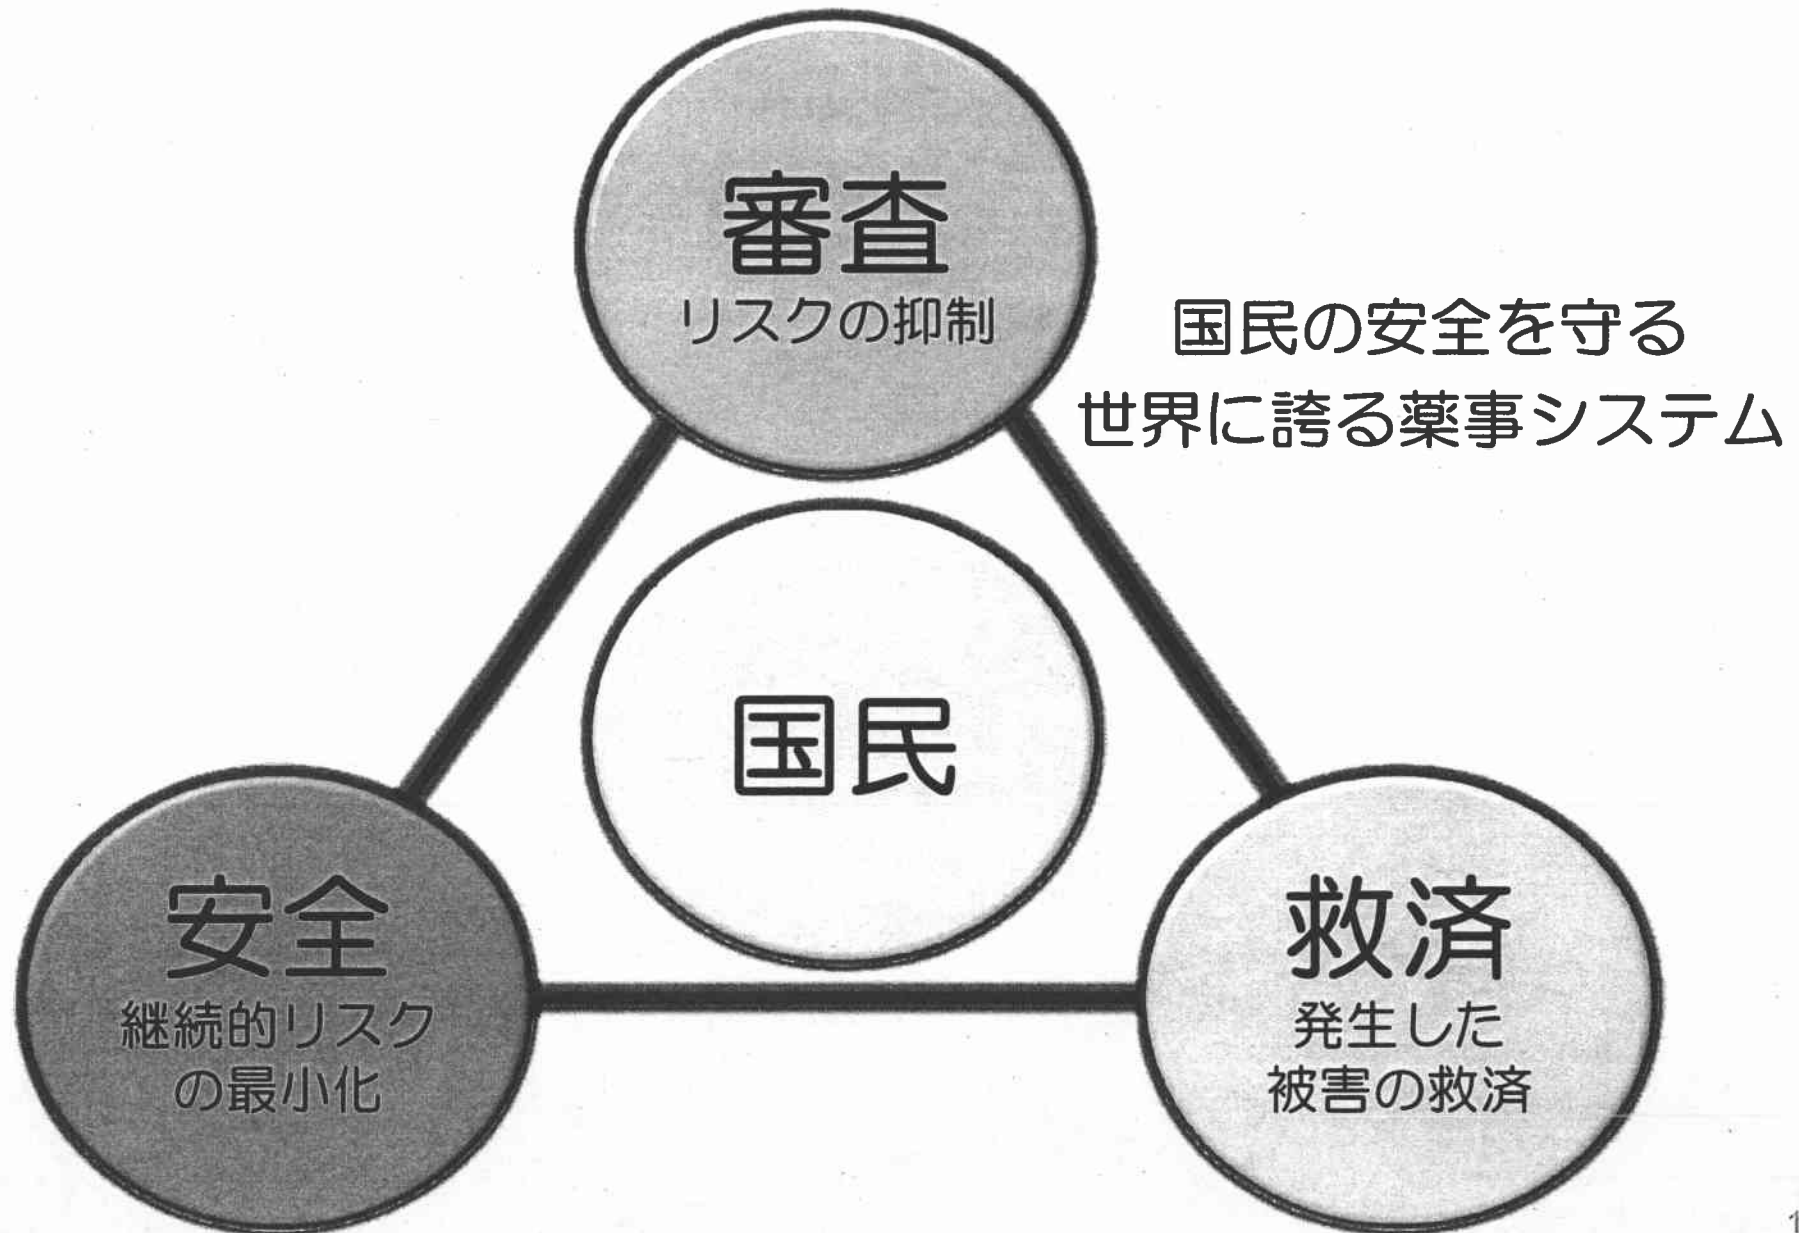 審査
リスクの抑制
国民の安全を守る
世界に誇る薬事システム
国民
安全
継続的リスク
の最小化
救済
発生した
被害の救済
1